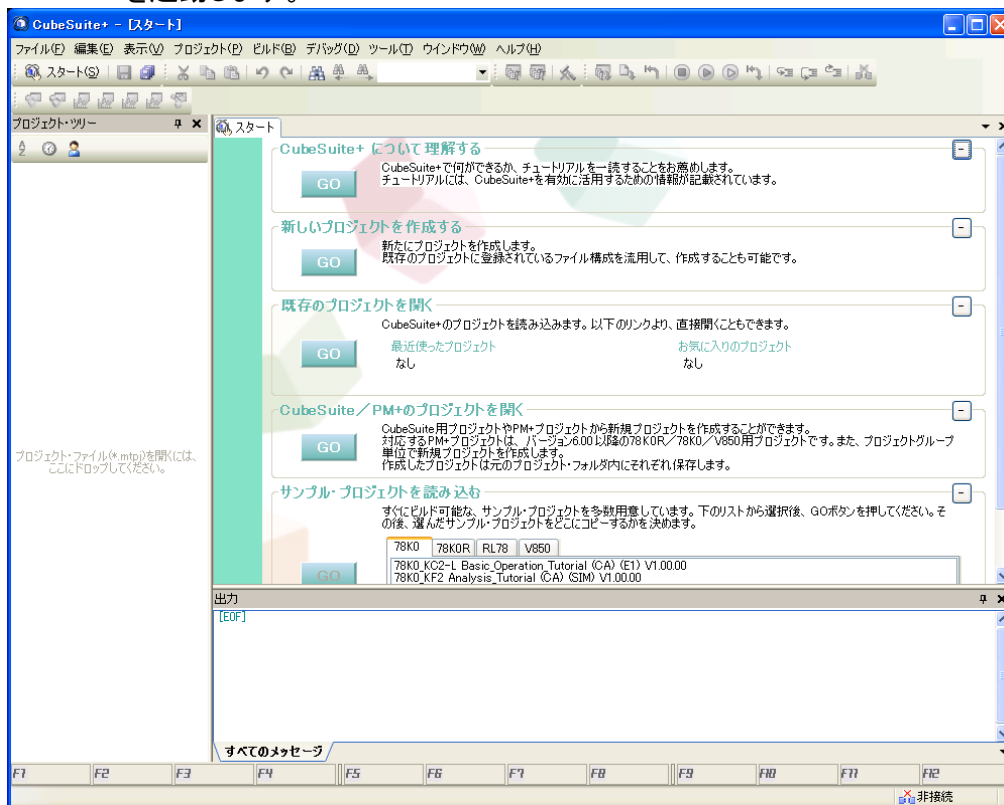 を起動します。
CubeSuite+ - [スタート]
ファイル(F) 編集(E) 表示(V) プロジェクト(P) ビルド(B) デバッグ(D) ツール(T) ウインドウ(W) ヘルプ(H)
スタート(S)
プロジェクト・ツリー
スタート
CubeSuite+ について理解する
GO
CubeSuite+で何ができるか、チュートリアルを一読することをお薦めします。
チュートリアルには、CubeSuite+を有効に活用するための情報が記載されています。
新しいプロジェクトを作成する
GO
新たにプロジェクトを作成します。
既存のプロジェクトに登録されているファイル構成を流用して、作成することも可能です。
既存のプロジェクトを開く
GO
CubeSuite+のプロジェクトを読み込みます。以下のリンクより、直接開くこともできます。
最近使ったプロジェクト お気に入りのプロジェクト
なし なし
CubeSuite/PM+のプロジェクトを開く
GO
CubeSuite用プロジェクトやPM+プロジェクトから新規プロジェクトを作成することができます。
対応するPM+プロジェクトは、バージョン6.00以降の78K0R/78K0/V850用プロジェクトです。また、プロジェクトグループ
単位で新規プロジェクトを作成します。
作成したプロジェクトは元のプロジェクト・フォルダ内にそれぞれ保存します。
プロジェクト・ファイル(*.mtpj)を開くには、
ここにドロップしてください。
サンプル・プロジェクトを読み込む
すぐにビルド可能な、サンプル・プロジェクトを多数用意しています。下のリストから選択後、GOボタンを押してください。そ
の後、選んだサンプル・プロジェクトをどこにコピーするかを決めます。
78K0 78K0R RL78 V850
GO
78K0_KC2-L_Basic_Operation_Tutorial (CA) (E1) V1.00.00
78K0_KF2_Analysis_Tutorial (CA) (SIM) V1.00.00
出力
[EOF]
すべてのメッセージ
F1 F2 F3 F4 F5 F6 F7 F8 F9 F10 F11 F12
非接続